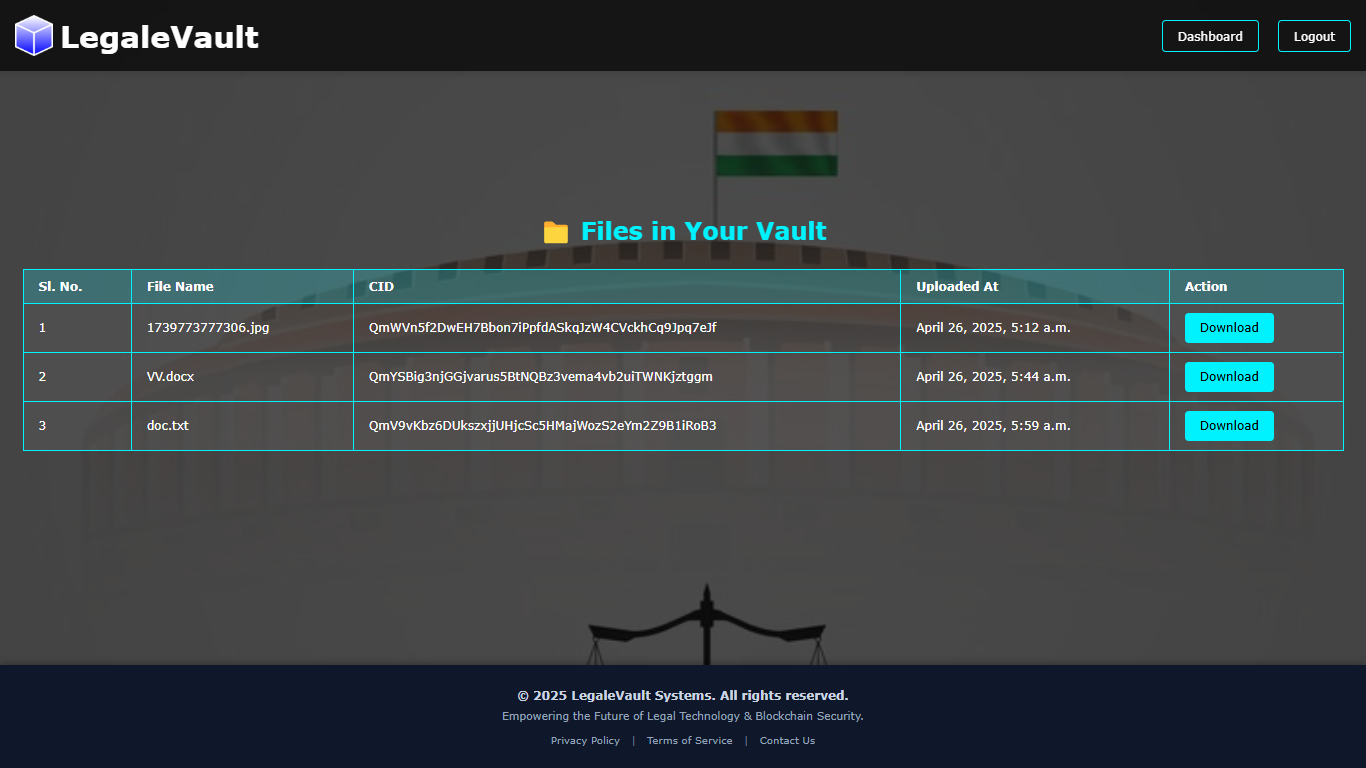 LegaleVault
Dashboard Logout
Files in Your Vault
Sl. No. File Name CID Uploaded At Action
1 1739773777306.jpg QmWVn5f2DwEH7Bbon7iPpfdASkqJzW4CVckhCq9Jpq7eJf April 26, 2025, 5:12 a.m. Download
2 VV.docx QmYSBig3njGGjvarus5BtNQBz3vema4vb2uiTWNKjztggm April 26, 2025, 5:44 a.m. Download
3 doc.txt QmV9vKbz6DUkszxjjUHjcSc5HMajWozS2eYm2Z9B1iRoB3 April 26, 2025, 5:59 a.m. Download
© 2025 LegaleVault Systems. All rights reserved.
Empowering the Future of Legal Technology & Blockchain Security.
Privacy Policy | Terms of Service | Contact Us